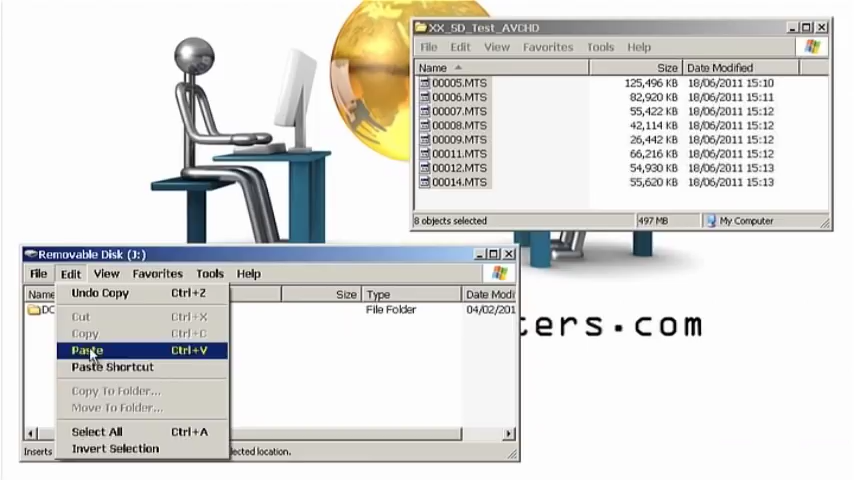 XX_SD_Test_AVCHD
File Edit View Favorites Tools Help
Name Size Date Modified
00005.MTS 125,496 KB 18/06/2011 15:10
00006.MTS 82,920 KB 18/06/2011 15:11
00007.MTS 55,422 KB 18/06/2011 15:12
00008.MTS 42,114 KB 18/06/2011 15:12
00009.MTS 26,442 KB 18/06/2011 15:12
00011.MTS 66,216 KB 18/06/2011 15:12
00012.MTS 54,930 KB 18/06/2011 15:13
00014.MTS 55,620 KB 18/06/2011 15:13
8 objects selected 497 MB My Computer
Removable Disk (J:)
File Edit View Favorites Tools Help
Name Size Type Date Modif
DC File Folder 04/02/201
Undo Copy Ctrl+Z
Cut Ctrl+X
Copy Ctrl+C
Paste Ctrl+V
Paste Shortcut
Copy To Folder...
Move To Folder...
Select All Ctrl+A
Invert Selection
Inserts lected location.
ters.com